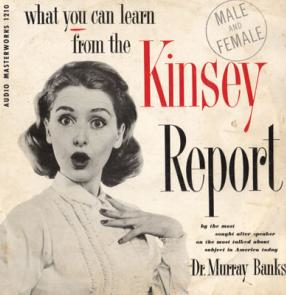 AUDIO MASTERWORKS 1210
what you can learn
from the
MALE
AND
FEMALE
Kinsey
Report
by the most
sought after speaker
on the most talked about
subject in America today
Dr. Murray Banks